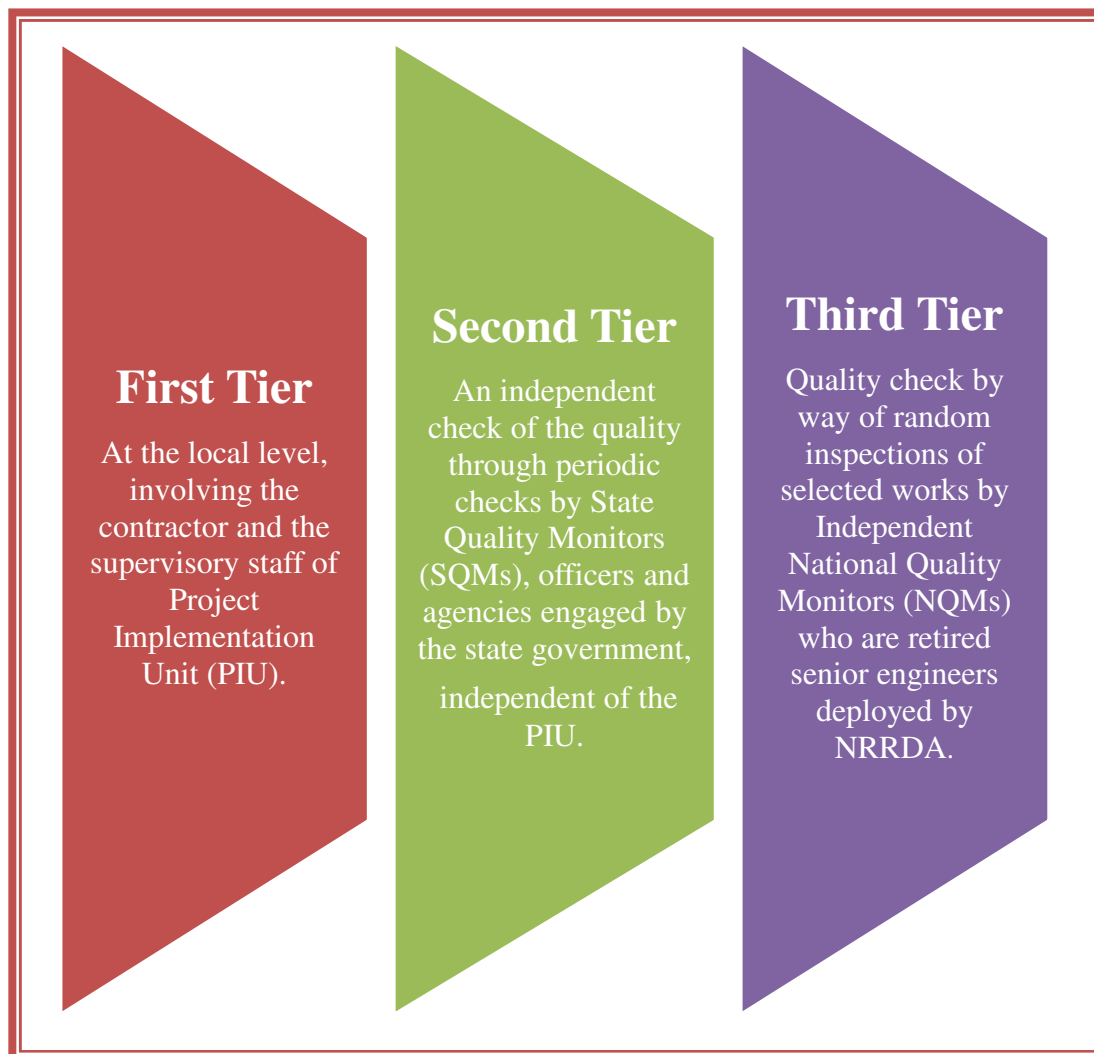 First Tier
At the local level,
involving the
contractor and the
supervisory staff of
Project
Implementation
Unit (PIU).
Second Tier
An independent
check of the quality
through periodic
checks by State
Quality Monitors
(SQMs), officers and
agencies engaged by
the state government,
independent of the
PIU.
Third Tier
Quality check by
way of random
inspections of
selected works by
Independent
National Quality
Monitors (NQMs)
who are retired
senior engineers
deployed by
NRRDA.